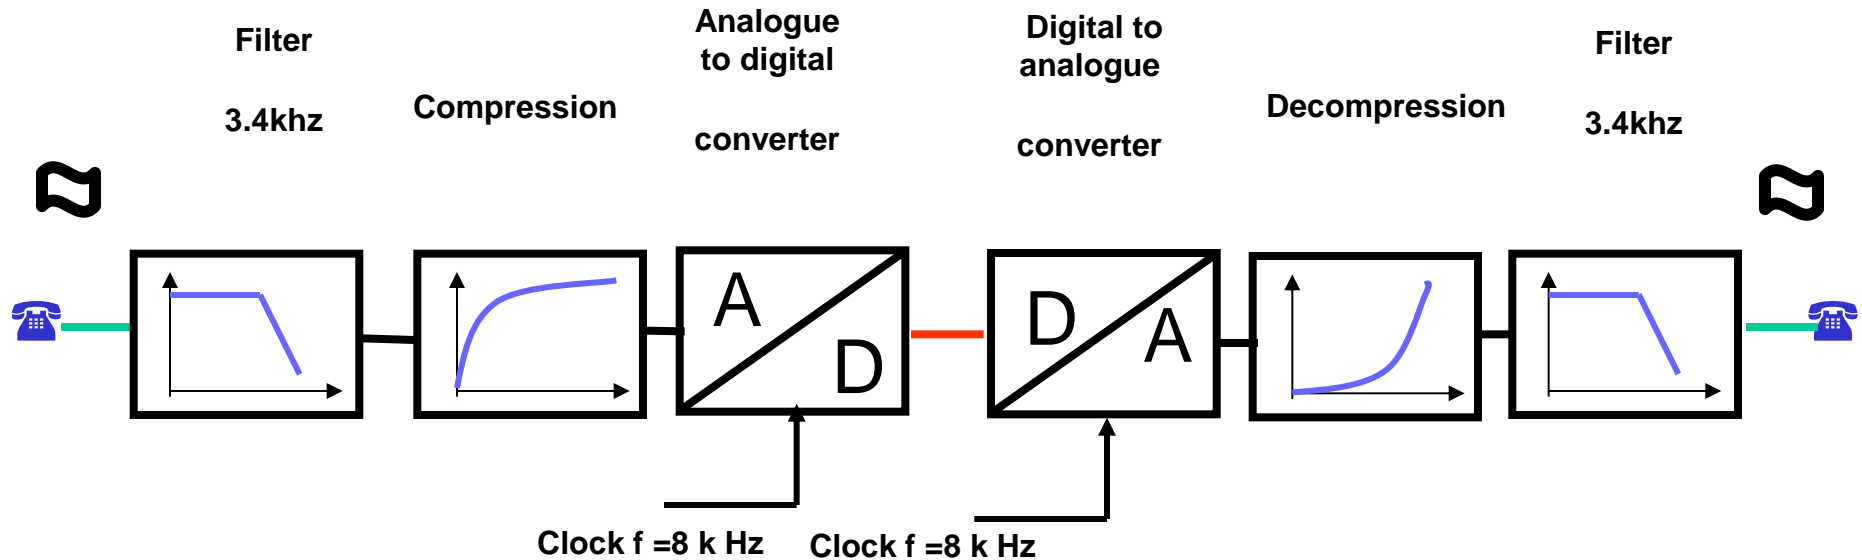 Filter
3.4khz
Compression
Analogue
to digital
converter
Digital to
analogue
converter
Decompression
Filter
3.4khz
A
D
D
A
Clock f =8 k Hz
Clock f =8 k Hz